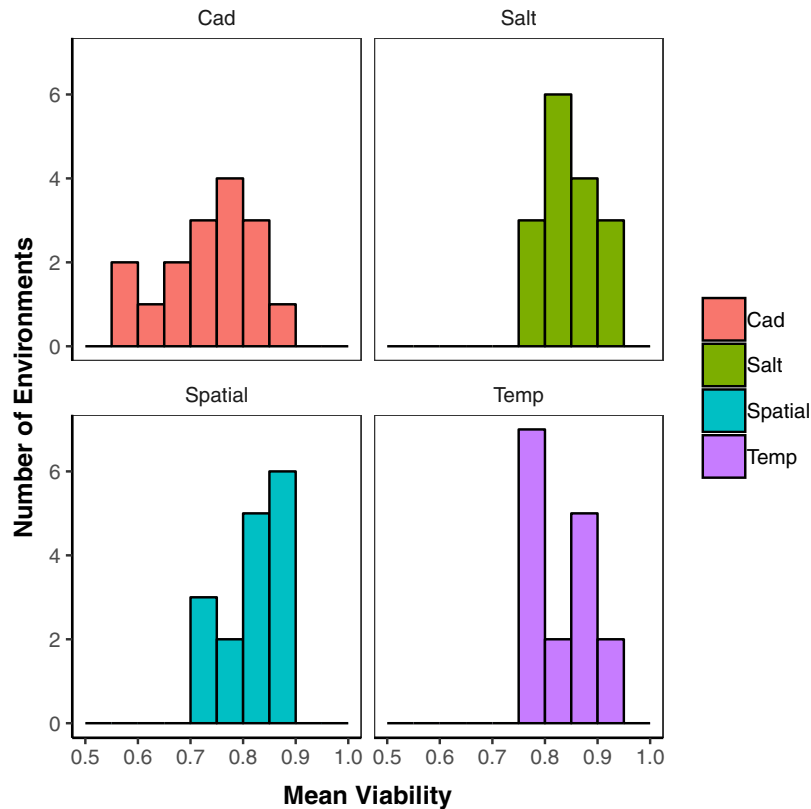 Cad
Salt
6
4
2
0
Spatial
Temp
6
4
2
0
0.5 0.6 0.7 0.8 0.9 1.0
0.5 0.6 0.7 0.8 0.9 1.0
Mean Viability
Number of Environments
Cad
Salt
Spatial
Temp